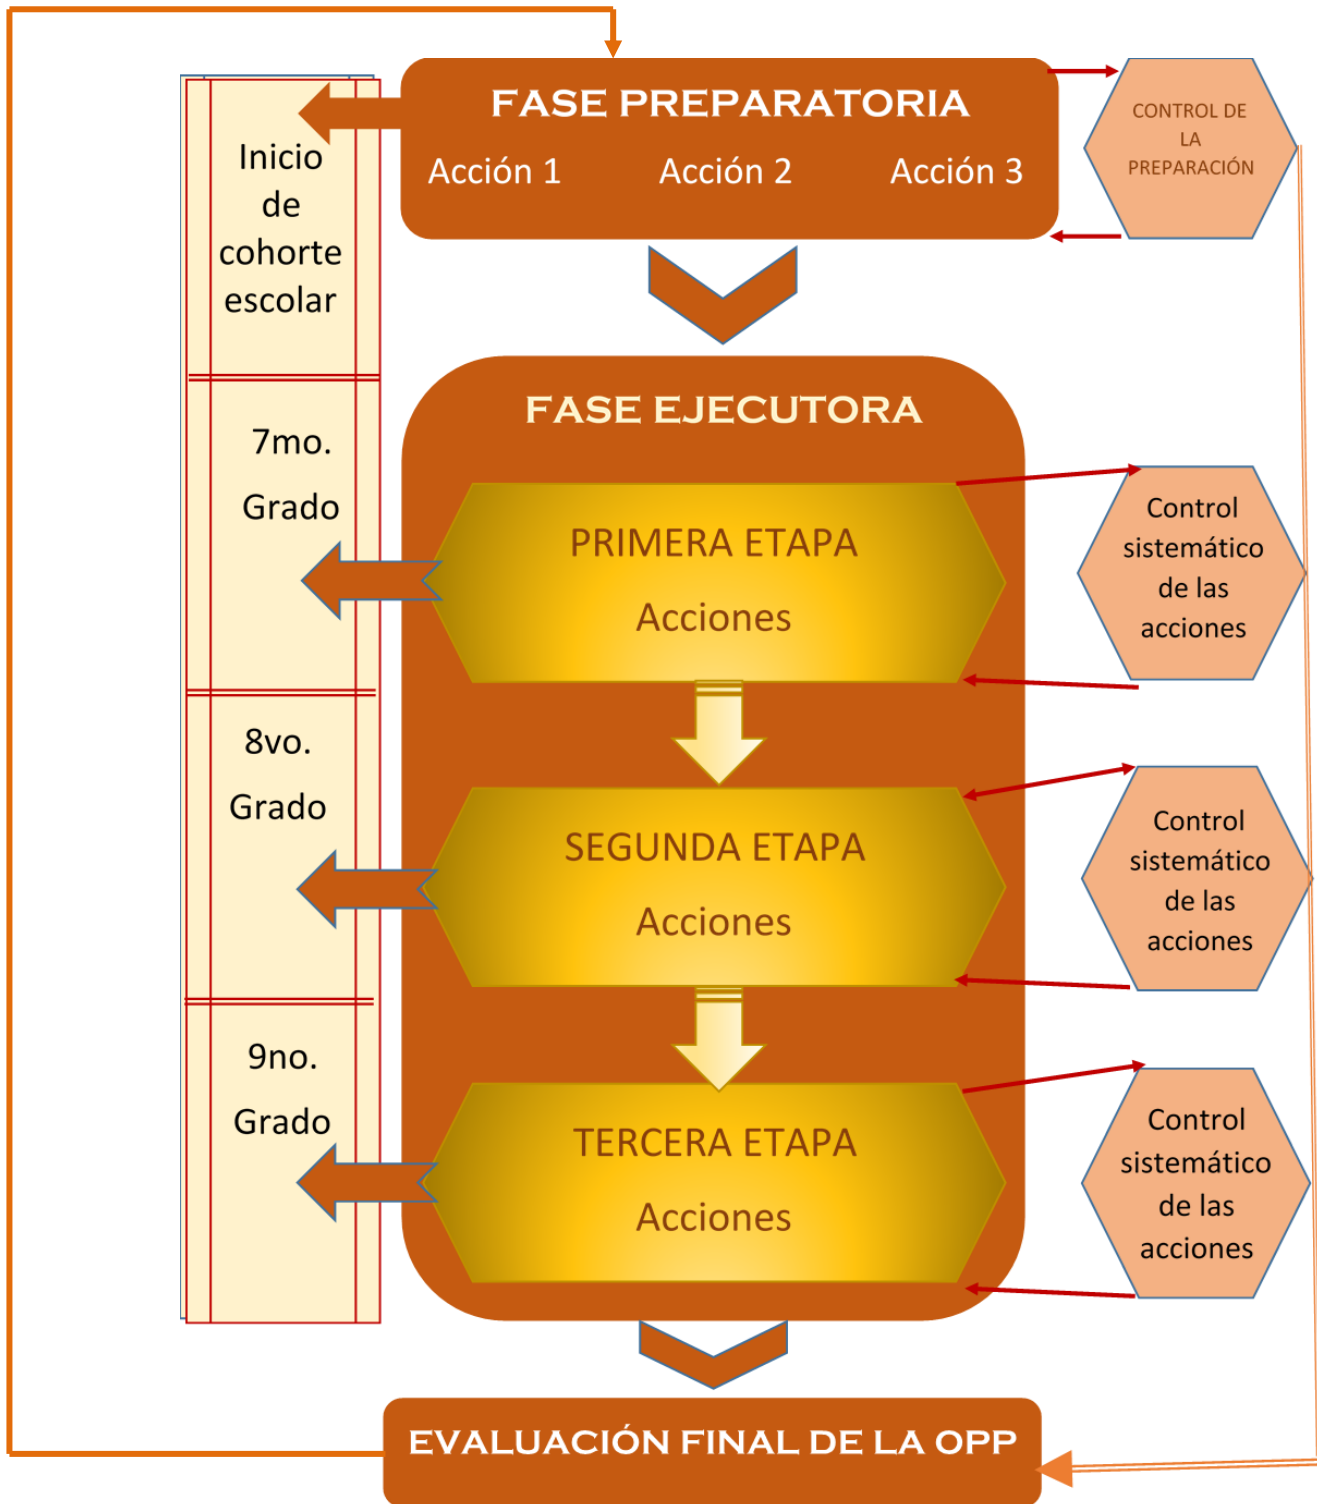 FASE PREPARATORIA
Acción 1 Acción 2 Acción 3
CONTROL DE
LA
PREPARACIÓN
Inicio
de
cohorte
escolar
FASE EJECUTORA
7mo.
Grado
PRIMERA ETAPA
Acciones
Control
sistemático
de las
acciones
8vo.
Grado
SEGUNDA ETAPA
Acciones
Control
sistemático
de las
acciones
9no.
Grado
TERCERA ETAPA
Acciones
Control
sistemático
de las
acciones
EVALUACIÓN FINAL DE LA OPP